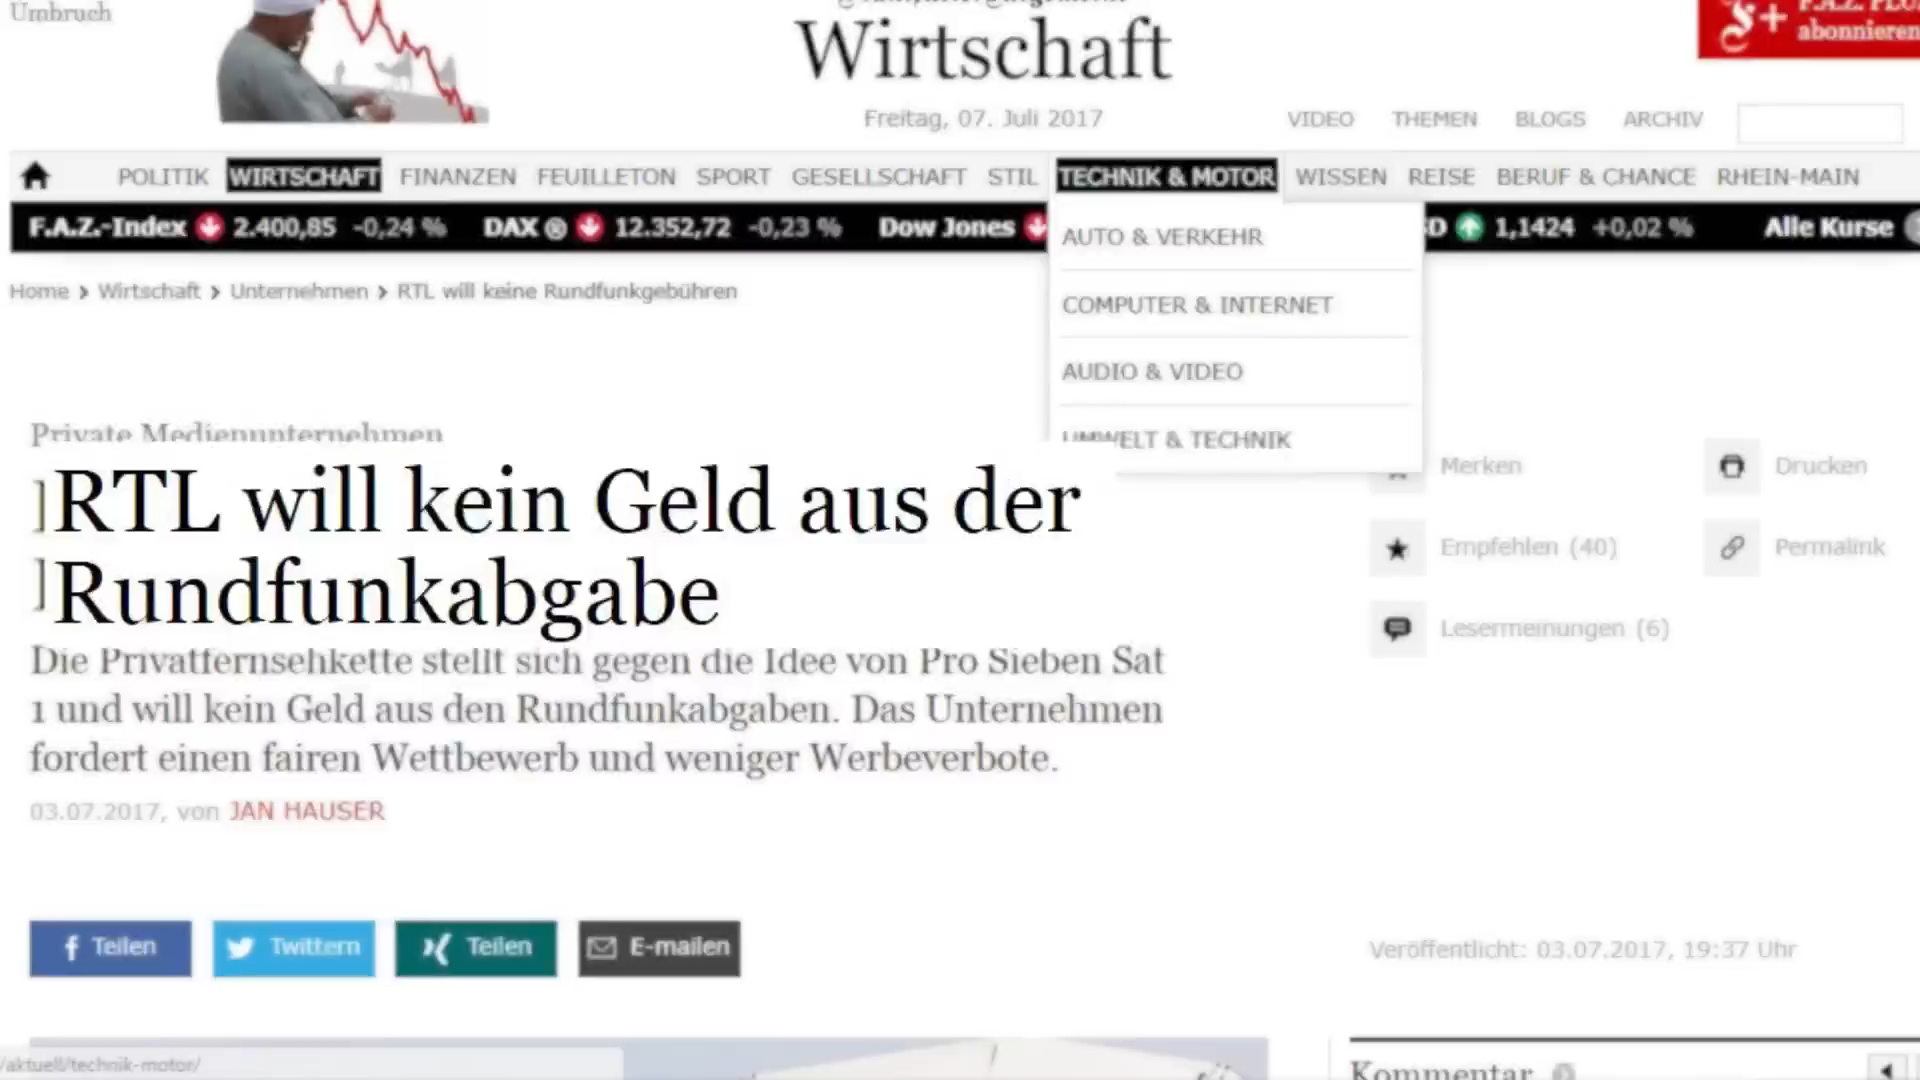 Umbruch
Wirtschaft
F.A.Z. PLUS
abonnieren
Freitag, 07. Juli 2017
VIDEO THEMEN BLOGS ARCHIV
POLITIK WIRTSCHAFT FINANZEN FEUILLETON SPORT GESELLSCHAFT STIL TECHNIK & MOTOR WISSEN REISE BERUF & CHANCE RHEIN-MAIN
F.A.Z.-Index 2.400,85 -0,24 % DAX ® 12.352,72 -0,23 % Dow Jones 1,1424 +0,02 % Alle Kurse
AUTO & VERKEHR
COMPUTER & INTERNET
AUDIO & VIDEO
UMWELT & TECHNIK
Home > Wirtschaft > Unternehmen > RTL will keine Rundfunkgebühren
Private Medienunternehmen
RTL will kein Geld aus der
Rundfunkabgabe
Die Privatfernsehkette stellt sich gegen die Idee von Pro Sieben Sat
1 und will kein Geld aus den Rundfunkabgaben. Das Unternehmen
fordert einen fairen Wettbewerb und weniger Werbeverbote.
03.07.2017, von JAN HAUSER
Merken Drucken
Empfehlen (40) Permalink
Lesermeinungen (6)
Teilen Twittern Teilen E-mailen
Veröffentlicht: 03.07.2017, 19:37 Uhr
Kommentar
/aktuell/technik-motor/